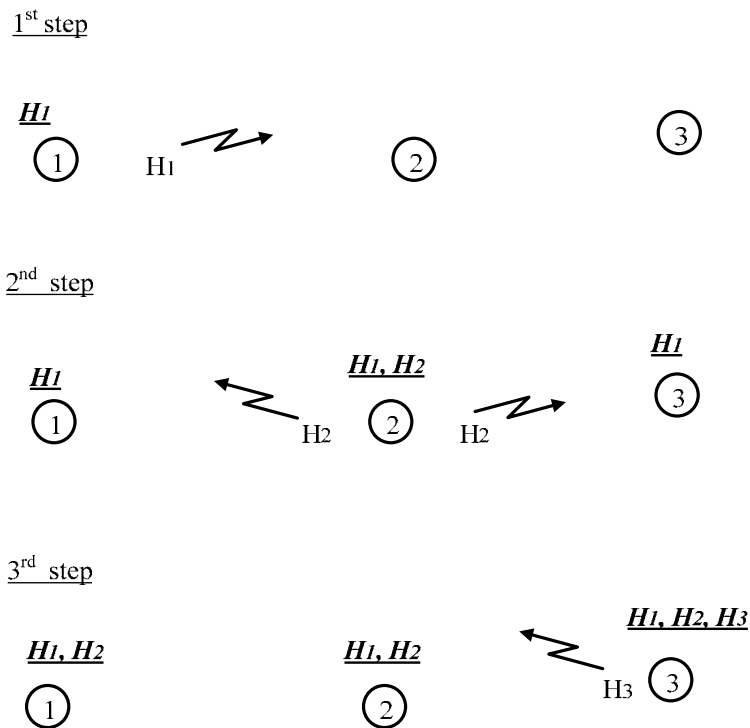 1st step
H1
1 H1 2 3
2nd step
H1 H1, H2 H1
1 H2 2 H2 3
3rd step
H1, H2 H1, H2 H1, H2, H3
1 2 H3 3